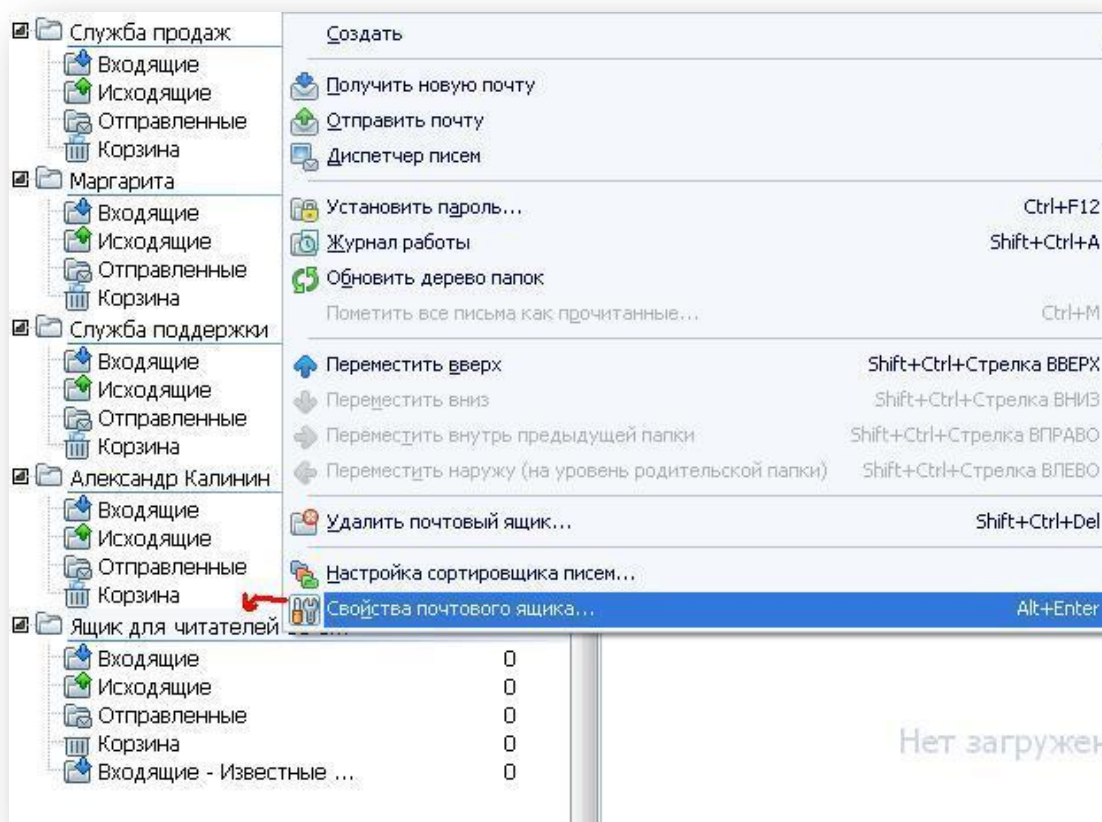 Служба продаж
Входящие
Исходящие
Отправленные
Корзина
Маргарита
Входящие
Исходящие
Отправленные
Корзина
Служба поддержки
Входящие
Исходящие
Отправленные
Корзина
Александр Калинин
Входящие
Исходящие
Отправленные
Корзина
Ящик для читателей
Входящие 0
Исходящие 0
Отправленные 0
Корзина 0
Входящие - Известные ... 0
Создать
Получить новую почту
Отправить почту
Диспетчер писем
Установить пароль... Ctrl+F12
Журнал работы Shift+Ctrl+A
Обновить дерево папок
Пометить все письма как прочитанные... Ctrl+M
Переместить вверх Shift+Ctrl+Стрелка ВВЕРХ
Переместить вниз Shift+Ctrl+Стрелка ВНИЗ
Переместить внутрь предыдущей папки Shift+Ctrl+Стрелка ВПРАВО
Переместить наружу (на уровень родительской папки) Shift+Ctrl+Стрелка ВЛЕВО
Удалить почтовый ящик... Shift+Ctrl+Del
Настройка сортировщика писем...
Свойства почтового ящика... Alt+Enter
Нет загружен